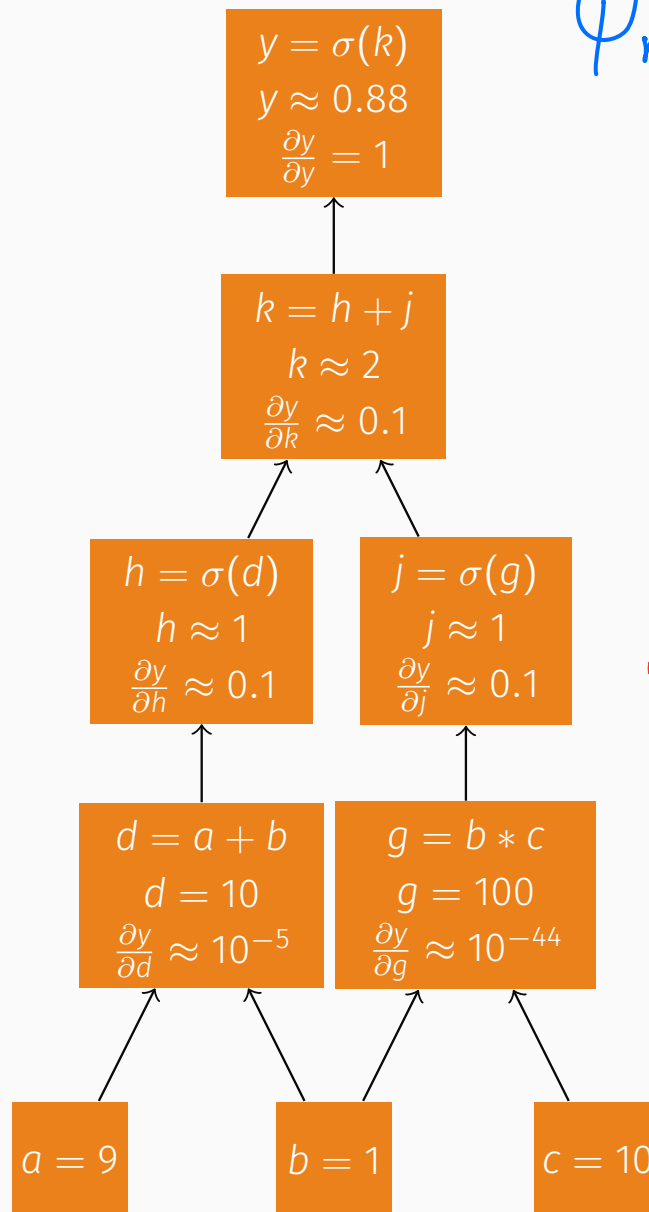 y = σ(k)
y ≈ 0.88
∂y/∂y = 1
k = h + j
k ≈ 2
∂y/∂k ≈ 0.1
h = σ(d)
h ≈ 1
∂y/∂h ≈ 0.1
j = σ(g)
j ≈ 1
∂y/∂j ≈ 0.1
d = a + b
d = 10
∂y/∂d ≈ 10⁻⁵
g = b ∗ c
g = 100
∂y/∂g ≈ 10⁻⁴⁴
a = 9
b = 1
c = 10